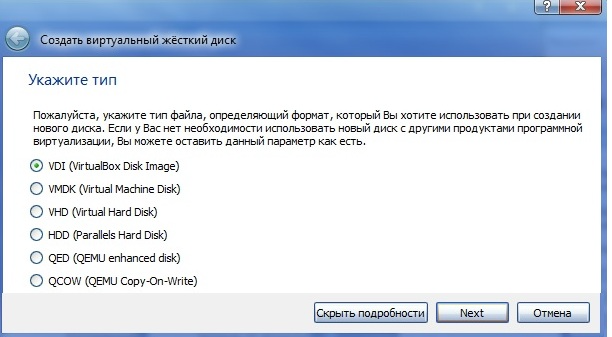 ?
X
Создать виртуальный жёсткий диск
Укажите тип
Пожалуйста, укажите тип файла, определяющий формат, который Вы хотите использовать при создании
нового диска. Если у Вас нет необходимости использовать новый диск с другими продуктами програмной
виртуализации, Вы можете оставить данный параметр как есть.
VDI (VirtualBox Disk Image)
VMDK (Virtual Machine Disk)
VHD (Virtual Hard Disk)
HDD (Parallels Hard Disk)
QED (QEMU enhanced disk)
QCOW (QEMU Copy-On-Write)
Скрыть подробности
Next
Отмена